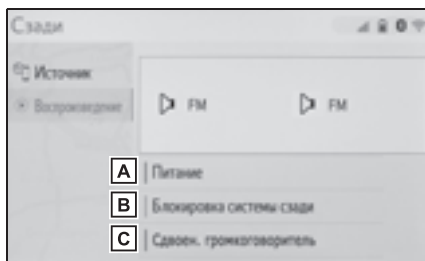 Сзади
Источник
Воспроизведение
FM FM
A Питание
B Блокировка системы сзади
C Сдвоен. громкоговоритель